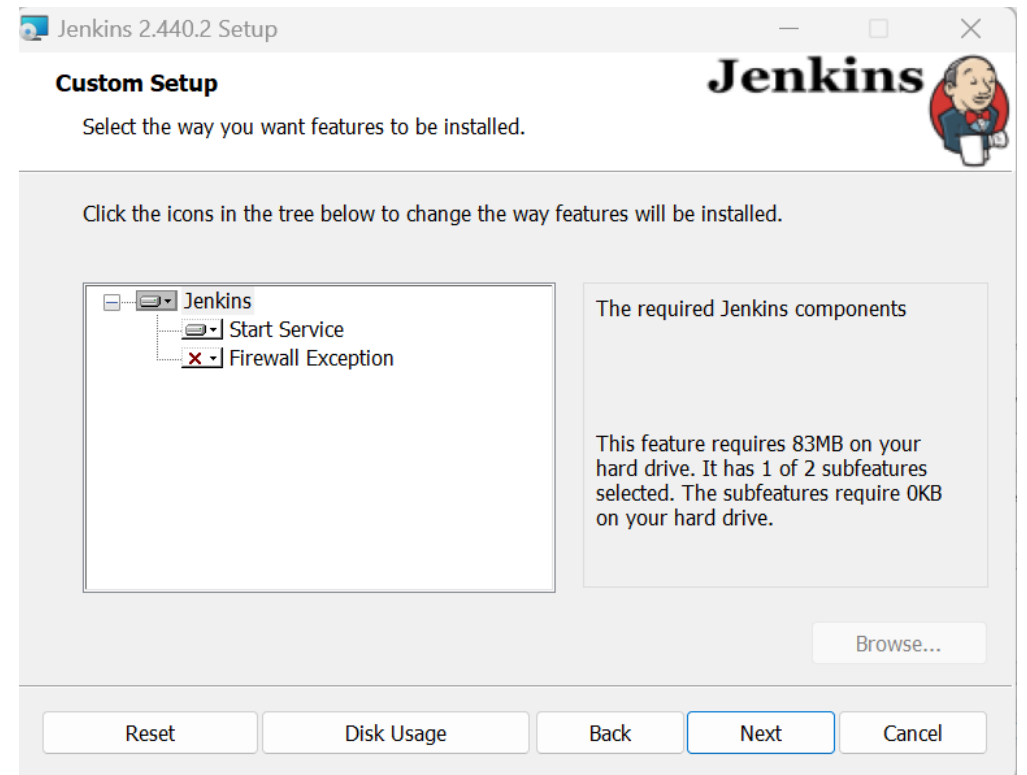 Jenkins 2.440.2 Setup
Custom Setup
Jenkins
Select the way you want features to be installed.
Click the icons in the tree below to change the way features will be installed.
Jenkins
Start Service
Firewall Exception
The required Jenkins components
This feature requires 83MB on your
hard drive. It has 1 of 2 subfeatures
selected. The subfeatures require 0KB
on your hard drive.
Browse...
Reset
Disk Usage
Back
Next
Cancel